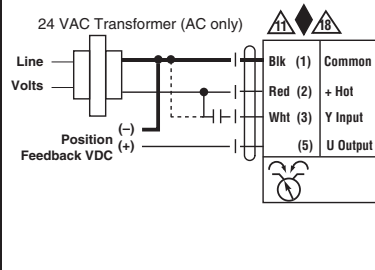 24 VAC Transformer (AC only)
11 18
Line
Volts
Blk (1) Common
Red (2) + Hot
Wht (3) Y Input
(5) U Output
Position (–)
Feedback VDC (+)